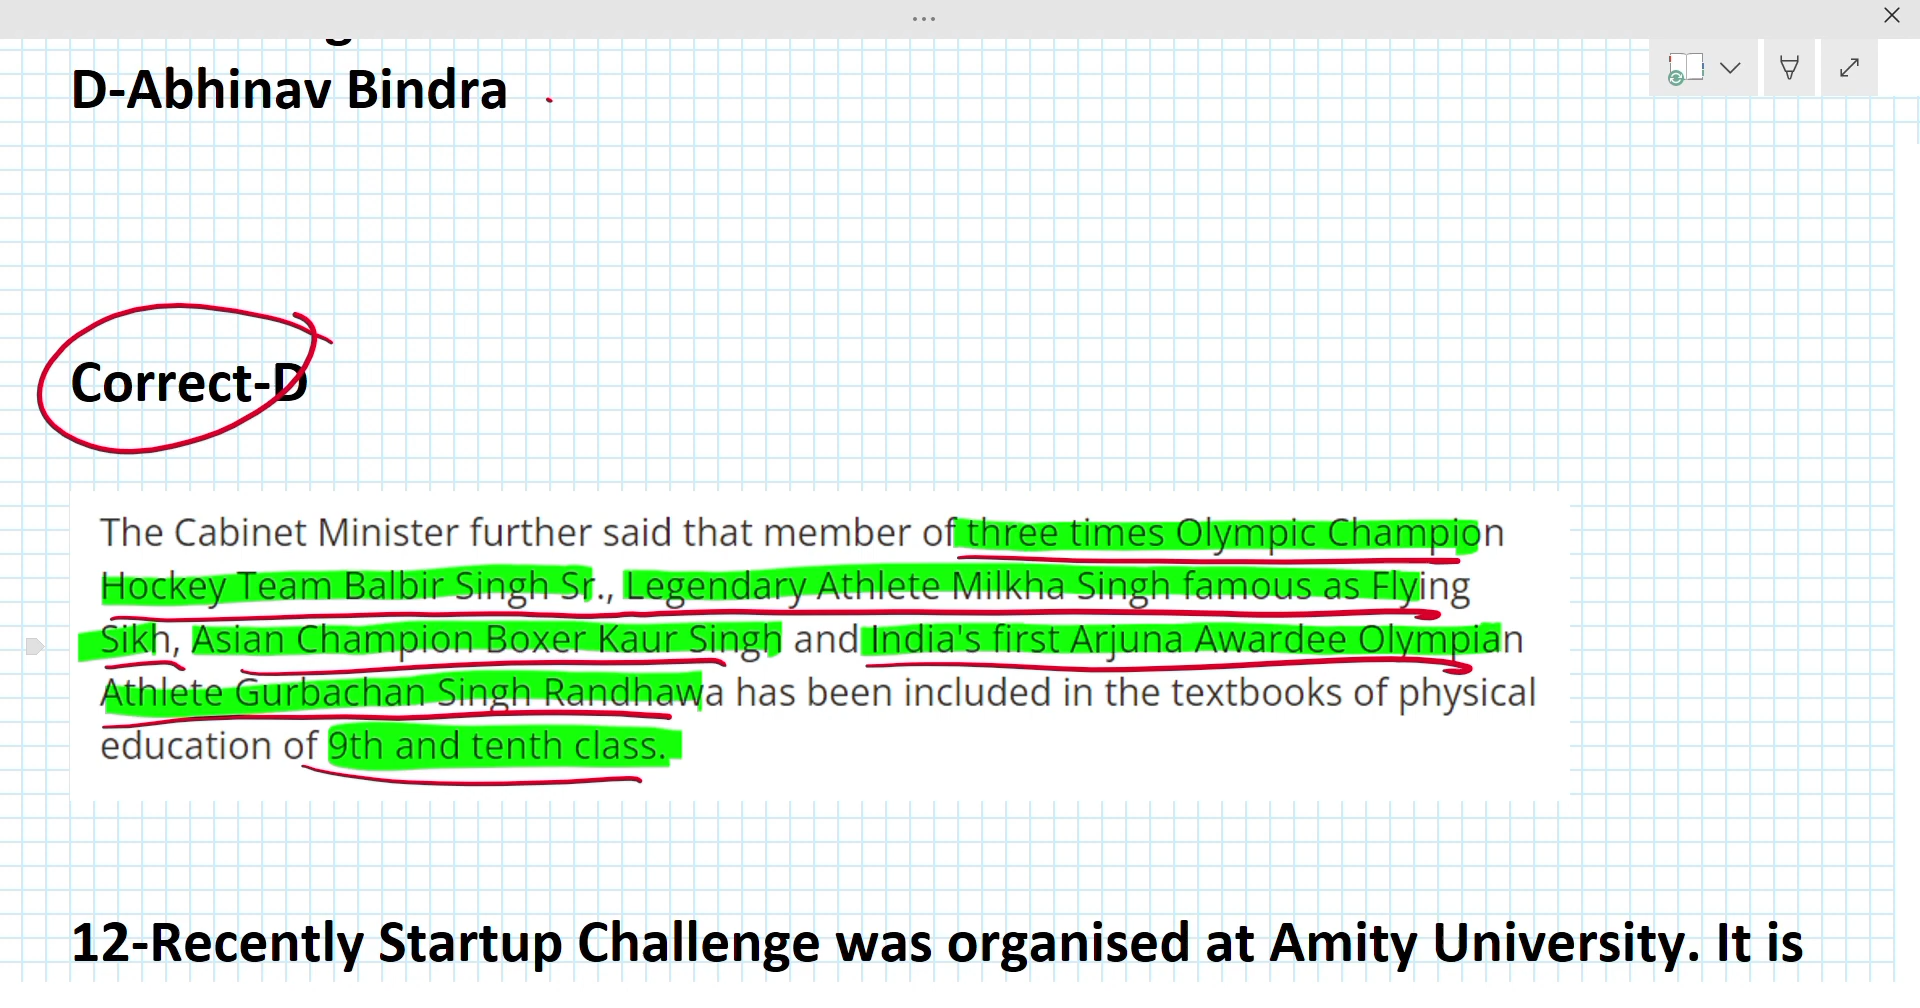 D-Abhinav Bindra
Correct-D
The Cabinet Minister further said that member of three times Olympic Champion
Hockey Team Balbir Singh Sr., Legendary Athlete Milkha Singh famous as Flying
Sikh, Asian Champion Boxer Kaur Singh and India's first Arjuna Awardee Olympian
Athlete Gurbachan Singh Randhawa has been included in the textbooks of physical
education of 9th and tenth class.
12-Recently Startup Challenge was organised at Amity University. It is